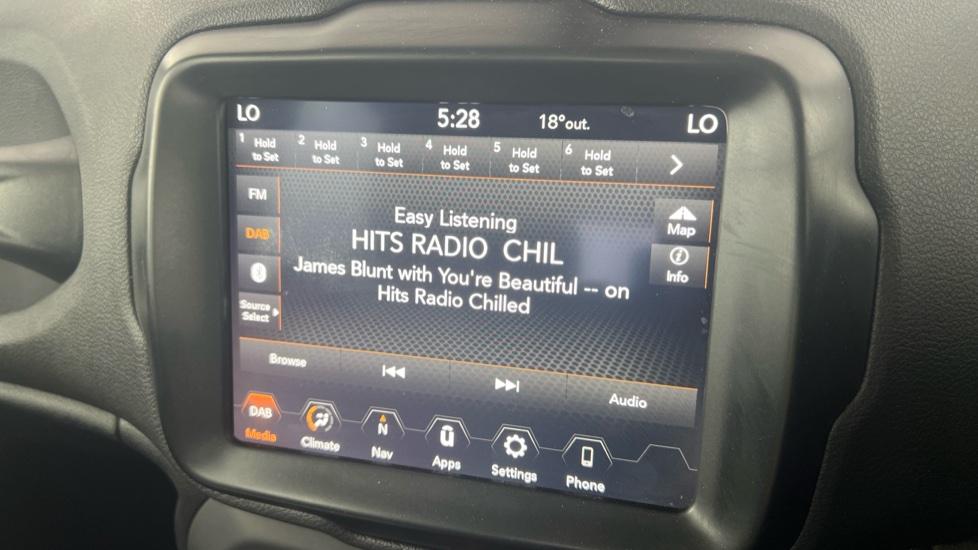 LO 5:28 18°out. LO
1 Hold to Set 2 Hold to Set 3 Hold to Set 4 Hold to Set 5 Hold to Set 6 Hold to Set
FM
DAB
Source Select
Easy Listening
HITS RADIO CHIL
James Blunt with You're Beautiful -- on
Hits Radio Chilled
Map
Info
Browse Audio
DAB N ū
Media Climate Nav Apps Settings Phone